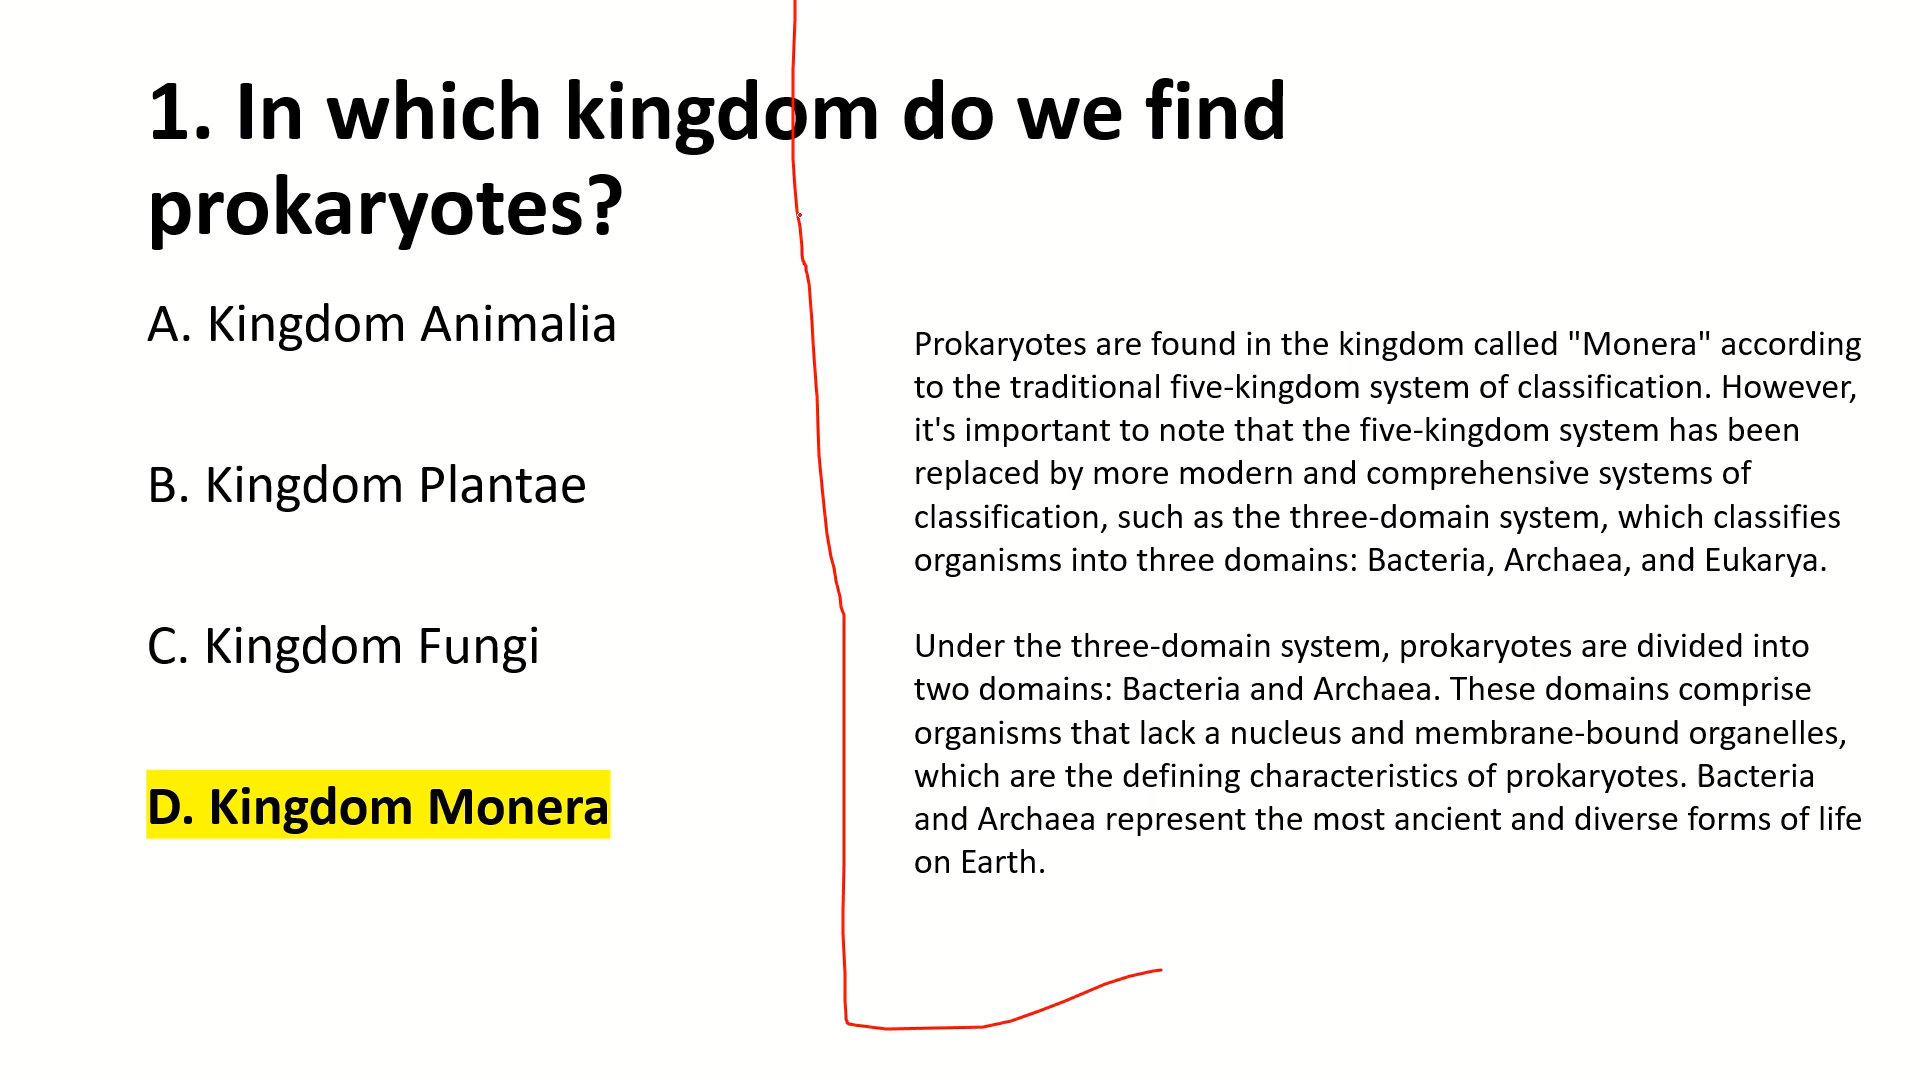 1. In which kingdom do we find
prokaryotes?
A. Kingdom Animalia
B. Kingdom Plantae
C. Kingdom Fungi
D. Kingdom Monera
Prokaryotes are found in the kingdom called "Monera" according
to the traditional five-kingdom system of classification. However,
it's important to note that the five-kingdom system has been
replaced by more modern and comprehensive systems of
classification, such as the three-domain system, which classifies
organisms into three domains: Bacteria, Archaea, and Eukarya.
Under the three-domain system, prokaryotes are divided into
two domains: Bacteria and Archaea. These domains comprise
organisms that lack a nucleus and membrane-bound organelles,
which are the defining characteristics of prokaryotes. Bacteria
and Archaea represent the most ancient and diverse forms of life
on Earth.